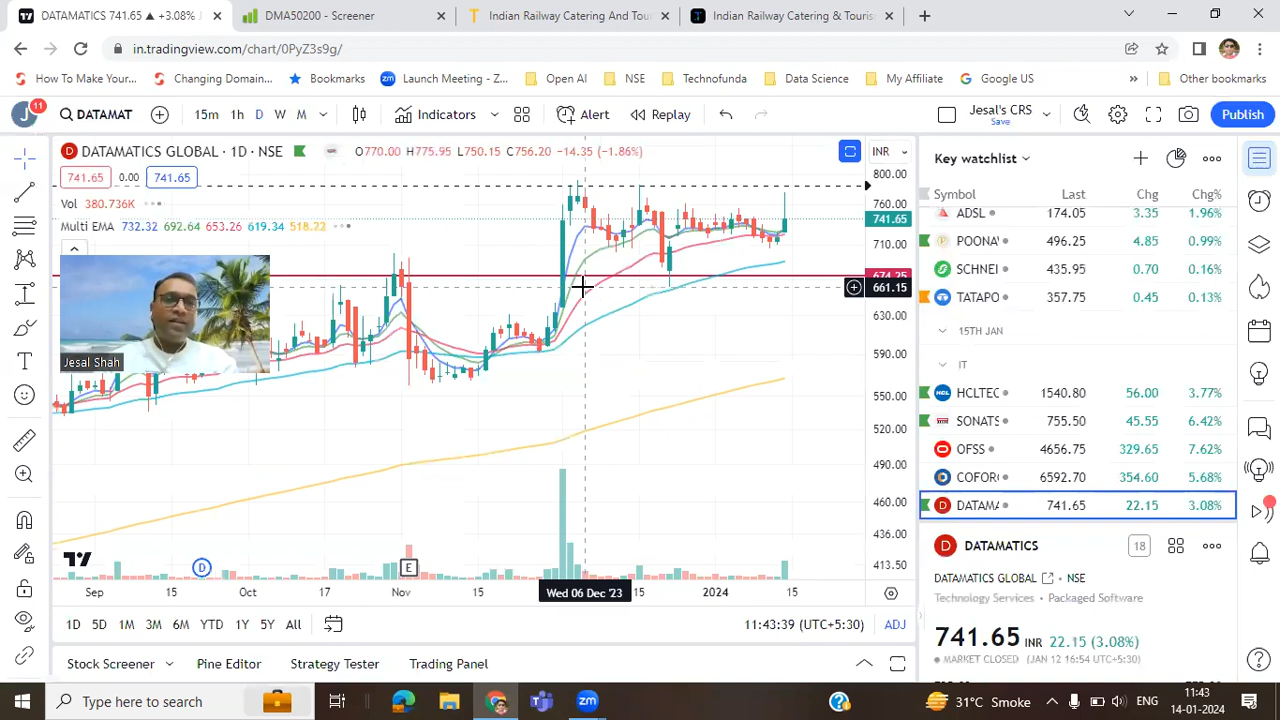 DATAMATICS 741.65 ▲ +3.08% J
DMA50200 - Screener
Indian Railway Catering And Tou
Indian Railway Catering & Touris
in.tradingview.com/chart/0PyZ3s9g/
How To Make Your...
Changing Domain...
Bookmarks
Launch Meeting - Z...
Open AI
NSE
Technofunda
Data Science
My Affiliate
Google US
»
Other bookmarks
J
11
DATAMAT
15m
1h
D
W
M
Indicators
Alert
Replay
Jesal's CRS
Save
Publish
DATAMATICS GLOBAL · 1D · NSE
O770.00 H775.95 L750.15 C756.20 -14.35 (-1.86%)
INR
741.65 0.00 741.65
Vol 380.736K
Multi EMA 732.32 692.64 653.26 619.34 518.22
Jesal Shah
800.00
760.00
741.65
710.00
674.25
661.15
630.00
590.00
550.00
520.00
490.00
460.00
436.00
413.50
D
E
Sep
15
Oct
17
Nov
15
Wed 06 Dec '23
15
2024
15
1D
5D
1M
3M
6M
YTD
1Y
5Y
All
11:43:39 (UTC+5:30)
ADJ
Stock Screener
Pine Editor
Strategy Tester
Trading Panel
Key watchlist
Symbol Last Chg Chg%
ADSL 174.05 3.35 1.96%
POONA 496.25 4.85 0.99%
SCHNEI 435.95 0.70 0.16%
TATAPO 357.75 0.45 0.13%
15TH JAN
IT
HCLTEC 1540.80 56.00 3.77%
SONATS 755.50 45.55 6.42%
OFSS 4656.75 329.65 7.62%
COFOR 6592.70 354.60 5.68%
DATAMA 741.65 22.15 3.08%
D DATAMATICS
18
DATAMATICS GLOBAL · NSE
Technology Services • Packaged Software
741.65 INR 22.15 (3.08%)
MARKET CLOSED (JAN 12 16:54 UTC+5:30)
Type here to search
31°C Smoke
ENG
11:43
14-01-2024